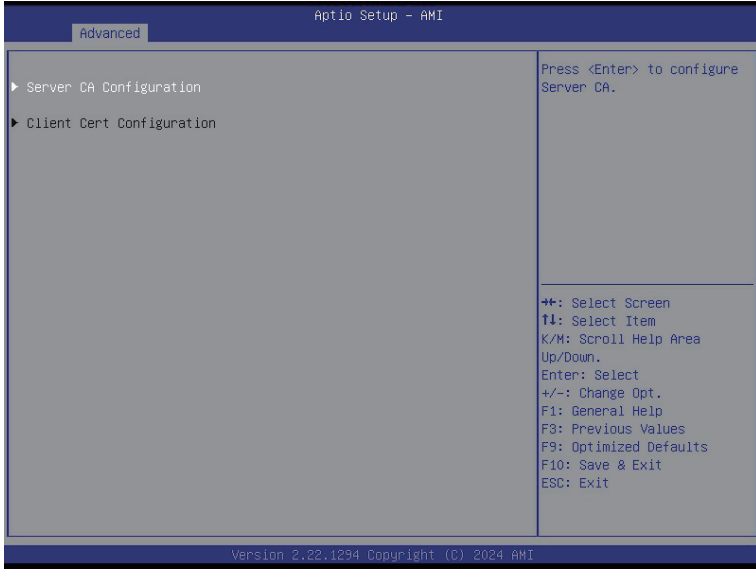 Aptio Setup – AMI
Advanced
▶ Server CA Configuration
▶ Client Cert Configuration
Press <Enter> to configure
Server CA.
→←: Select Screen
↑↓: Select Item
K/M: Scroll Help Area
Up/Down.
Enter: Select
+/-: Change Opt.
F1: General Help
F3: Previous Values
F9: Optimized Defaults
F10: Save & Exit
ESC: Exit
Version 2.22.1294 Copyright (C) 2024 AMI